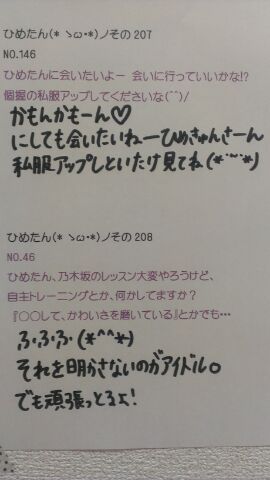 ひめたん(* ゝω・*)ノその207
NO.146
ひめたんに会いたいよー 会いに行っていいかな!?
個握の私服アップしてくださいな(^^)/
かもんかもーん♡
にしても会いたいねーひめきゅんきーん
私服アップしといたけ見てね(*˙˘˙*)
ひめたん(* ゝω・*)ノその 208
NO.46
ひめたん、乃木坂のレッスン大変やろうけど、
自主トレーニングとか、何かしてますか?
『○○して、かわいさを磨いている』とかでも…
ふ・ふ・ふ(*^^*)
それを明かさないのがアイドル。
でも頑張っとるよ!